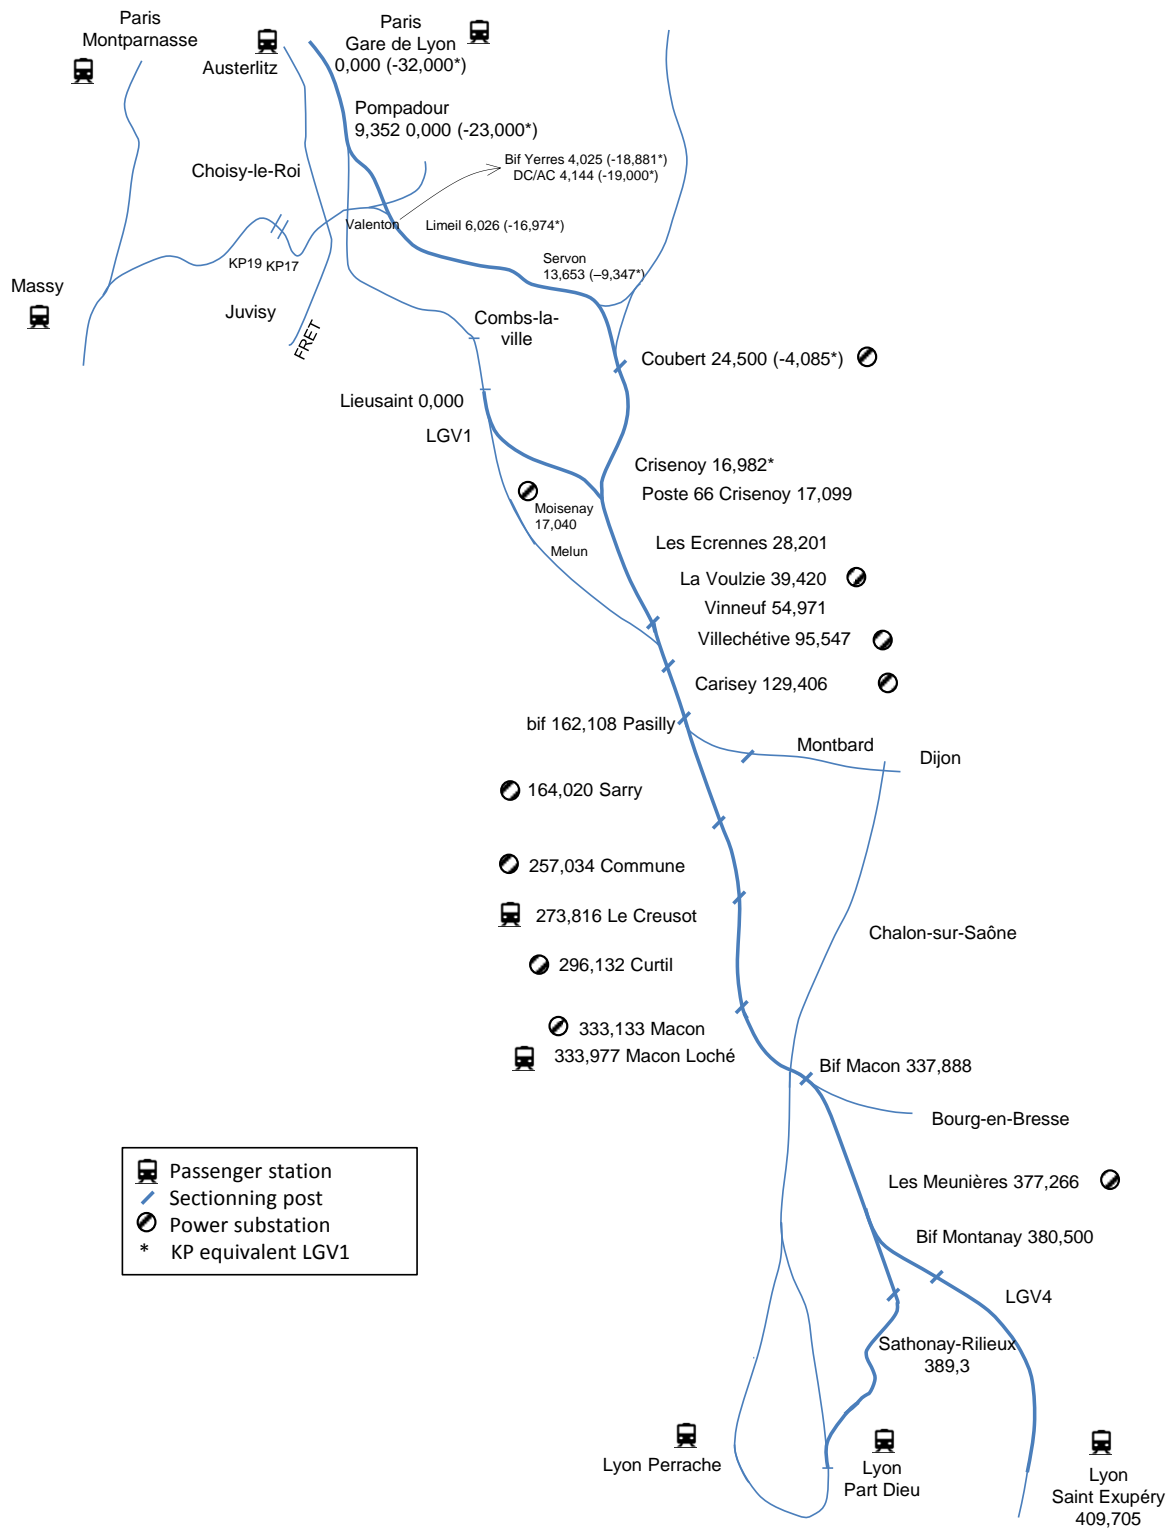 Paris
Montparnasse
Austerlitz
Paris
Gare de Lyon
0,000 (-32,000*)
Pompadour
9,352 0,000 (-23,000*)
Bif Yerres 4,025 (-18,881*)
DC/AC 4,144 (-19,000*)
Choisy-le-Roi
Valenton
Limeil 6,026 (-16,974*)
Servon
13,653 (–9,347*)
KP19 KP17
Massy
Juvisy
FRET
Combs-la-
ville
Coubert 24,500 (-4,085*)
Lieusaint 0,000
LGV1
Crisenoy 16,982*
Poste 66 Crisenoy 17,099
Moisenay
17,040
Melun
Les Ecrennes 28,201
La Voulzie 39,420
Vinneuf 54,971
Villechétive 95,547
Carisey 129,406
bif 162,108 Pasilly
Montbard
Dijon
164,020 Sarry
257,034 Commune
273,816 Le Creusot
Chalon-sur-Saône
296,132 Curtil
333,133 Macon
333,977 Macon Loché
Bif Macon 337,888
Bourg-en-Bresse
Passenger station
Sectionning post
Power substation
* KP equivalent LGV1
Les Meunières 377,266
Bif Montanay 380,500
LGV4
Sathonay-Rilieux
389,3
Lyon Perrache
Lyon
Part Dieu
Lyon
Saint Exupéry
409,705